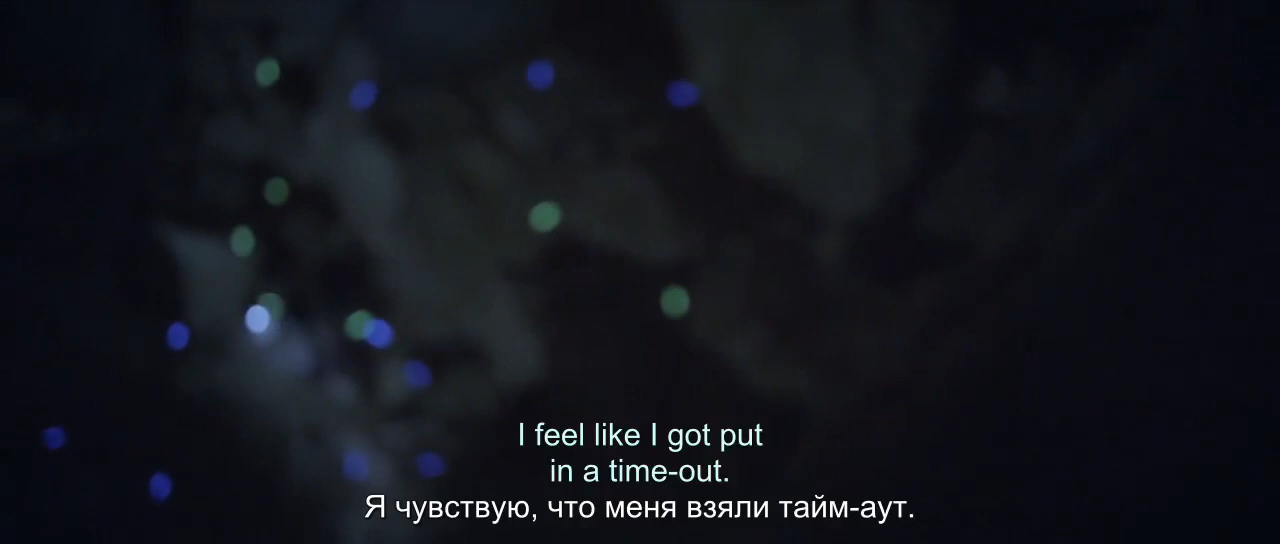 I feel like I got put
in a time-out.
Я чувствую, что меня взяли тайм-аут.